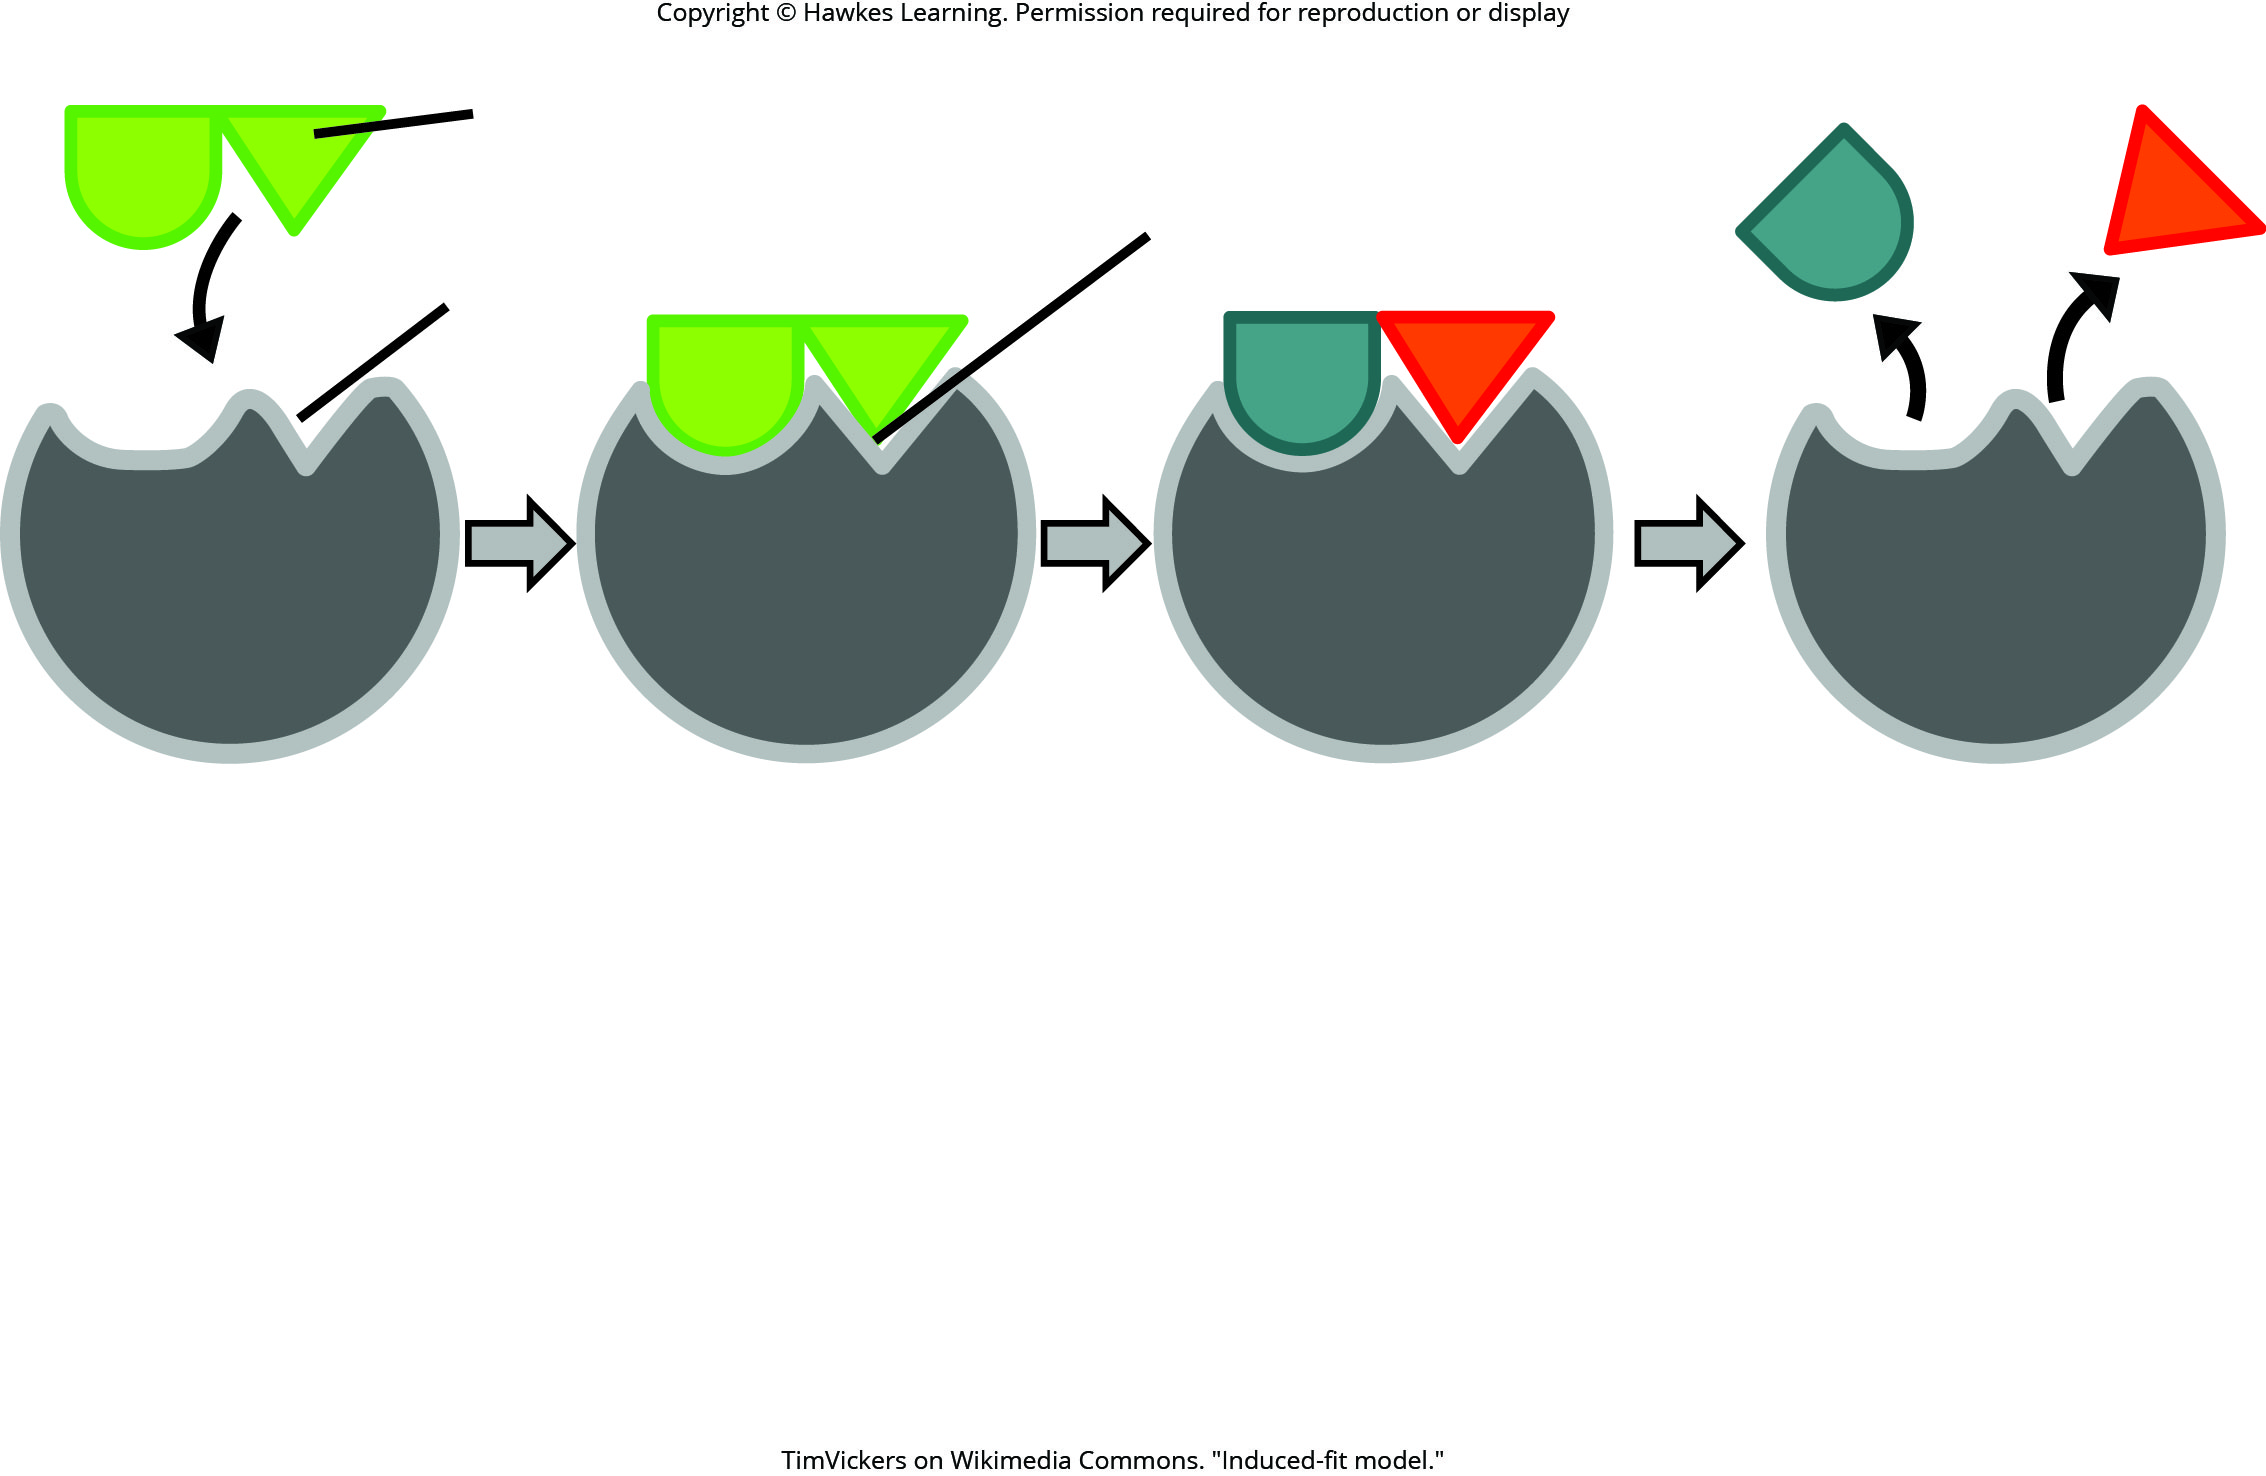 Copyright © Hawkes Learning. Permission required for reproduction or display
TimVickers on Wikimedia Commons. "Induced-fit model."